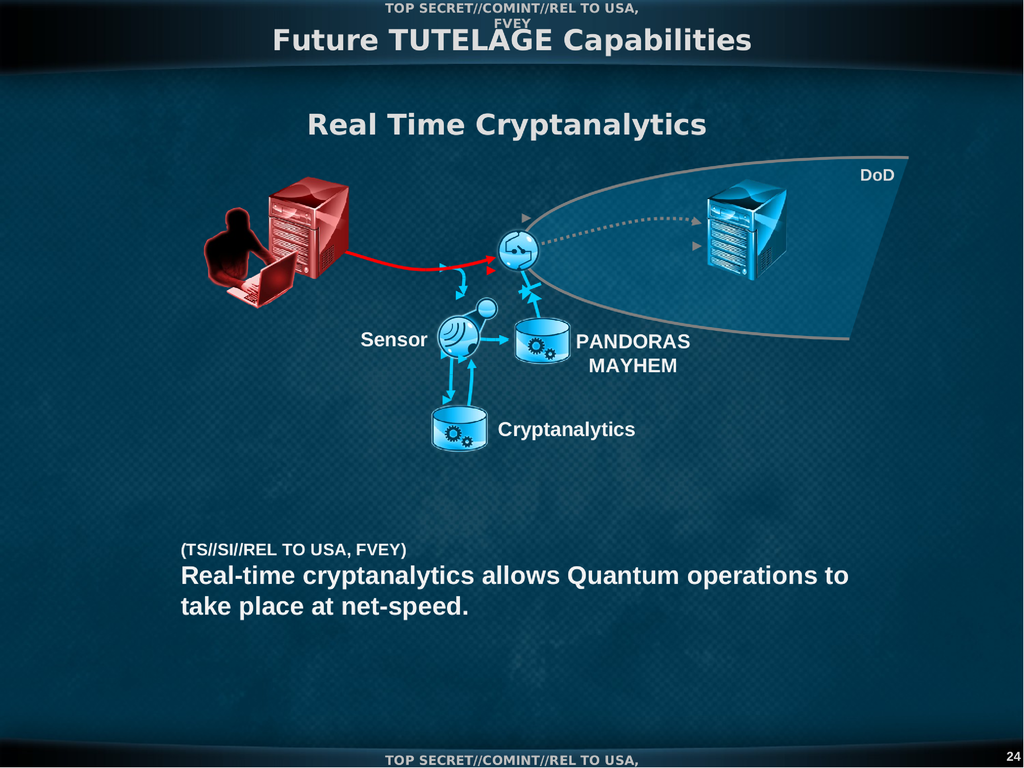 TOP SECRET//COMINT//REL TO USA,
FVEY
Future TUTELAGE Capabilities
Real Time Cryptanalytics
DoD
Sensor
PANDORAS
MAYHEM
Cryptanalytics
(TS//SI//REL TO USA, FVEY)
Real-time cryptanalytics allows Quantum operations to
take place at net-speed.
TOP SECRET//COMINT//REL TO USA,
24